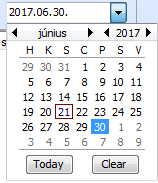 2017.06.30.
június 2017
H K S C P S V
29 30 31 1 2 3 4
5 6 7 8 9 10 11
12 13 14 15 16 17 18
19 20 21 22 23 24 25
26 27 28 29 30 1 2
3 4 5 6 7 8 9
Today Clear